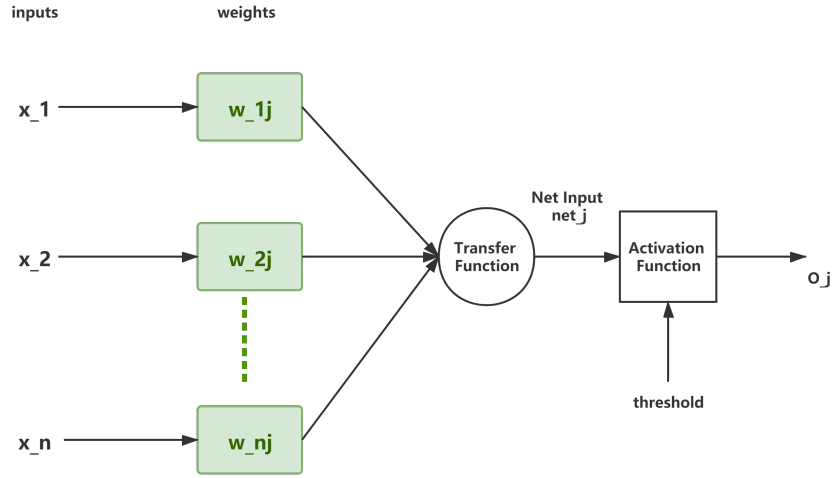 inputs
weights
x_1
w_1j
x_2
w_2j
x_n
w_nj
Transfer
Function
Net Input
net_j
Activation
Function
O_j
threshold